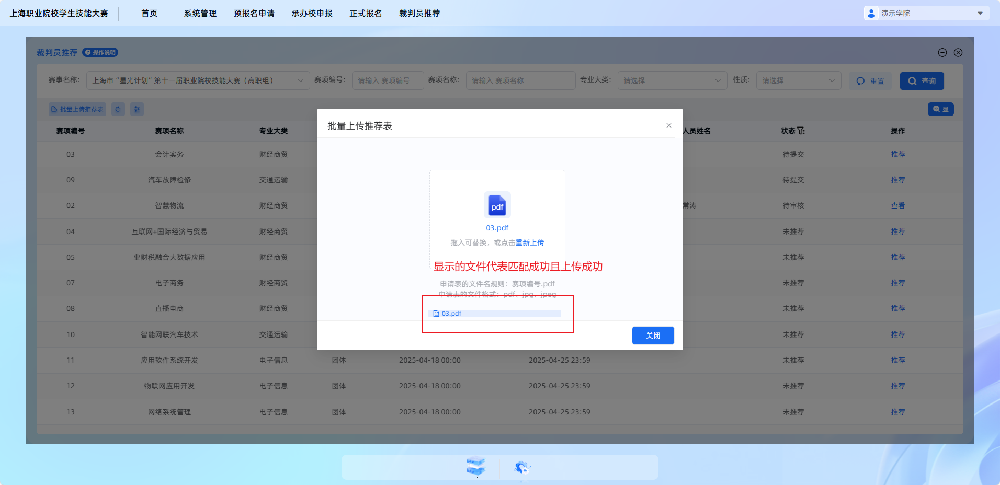 上海职业院校学生技能大赛 首页 系统管理 预报名申请 承办校申报 正式报名 裁判员推荐 演示学院
裁判员推荐 操作说明
赛事名称: 上海市“星光计划”第十一届职业院校技能大赛（高职组） 赛项编号: 请输入 赛项编号 赛项名称: 请输入 赛项名称 专业大类: 请选择 性质: 请选择 重置 查询
批量上传推荐表 显
赛项编号 赛项名称 专业大类 人员姓名 状态 操作
03 会计实务 财经商贸 待提交 推荐
09 汽车故障检修 交通运输 待提交 推荐
02 智慧物流 财经商贸 常涛 待审核 查看
04 互联网+国际经济与贸易 财经商贸 未推荐 推荐
05 业财税融合大数据应用 财经商贸 未推荐 推荐
07 电子商务 财经商贸 未推荐 推荐
08 直播电商 财经商贸 未推荐 推荐
10 智能网联汽车技术 交通运输 未推荐 推荐
11 应用软件系统开发 电子信息 团体 2025-04-18 00:00 2025-04-25 23:59 未推荐 推荐
12 物联网应用开发 电子信息 团体 2025-04-18 00:00 2025-04-25 23:59 未推荐 推荐
13 网络系统管理 电子信息 团体 2025-04-18 00:00 2025-04-25 23:59 未推荐 推荐
批量上传推荐表
pdf
03.pdf
拖入可替换，或点击重新上传
显示的文件代表匹配成功且上传成功
申请表的文件名规则：赛项编号.pdf
申请表的文件格式：pdf、jpg、jpeg
03.pdf
关闭